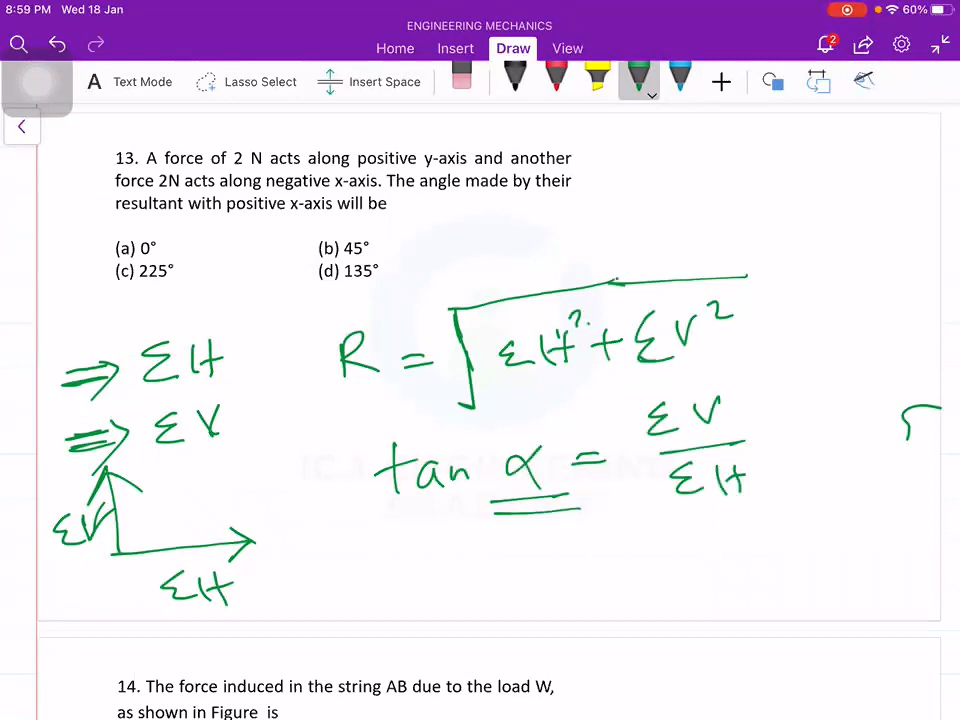 8:59 PM Wed 18 Jan
60%
ENGINEERING MECHANICS
Home Insert Draw View
2
A Text Mode Lasso Select Insert Space
13. A force of 2 N acts along positive y-axis and another
force 2N acts along negative x-axis. The angle made by their
resultant with positive x-axis will be
(a) 0° (b) 45°
(c) 225° (d) 135°
⇒ ΣH R = √ΣH² + ΣV²
⇒ ΣV
tan α = ΣV/ΣH
ΣV
ΣH
14. The force induced in the string AB due to the load W,
as shown in Figure is